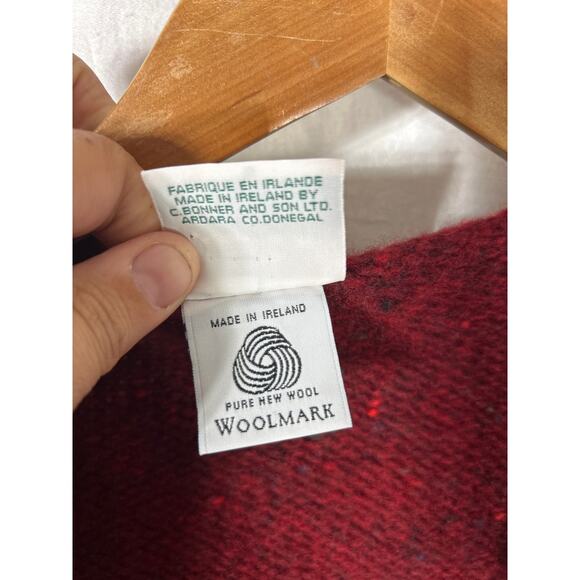 FABRIQUE EN IRLANDE
MADE IN IRELAND BY
C.BONNER AND SON LTD.
ARDARA CO.DONEGAL
MADE IN IRELAND
PURE NEW WOOL
WOOLMARK